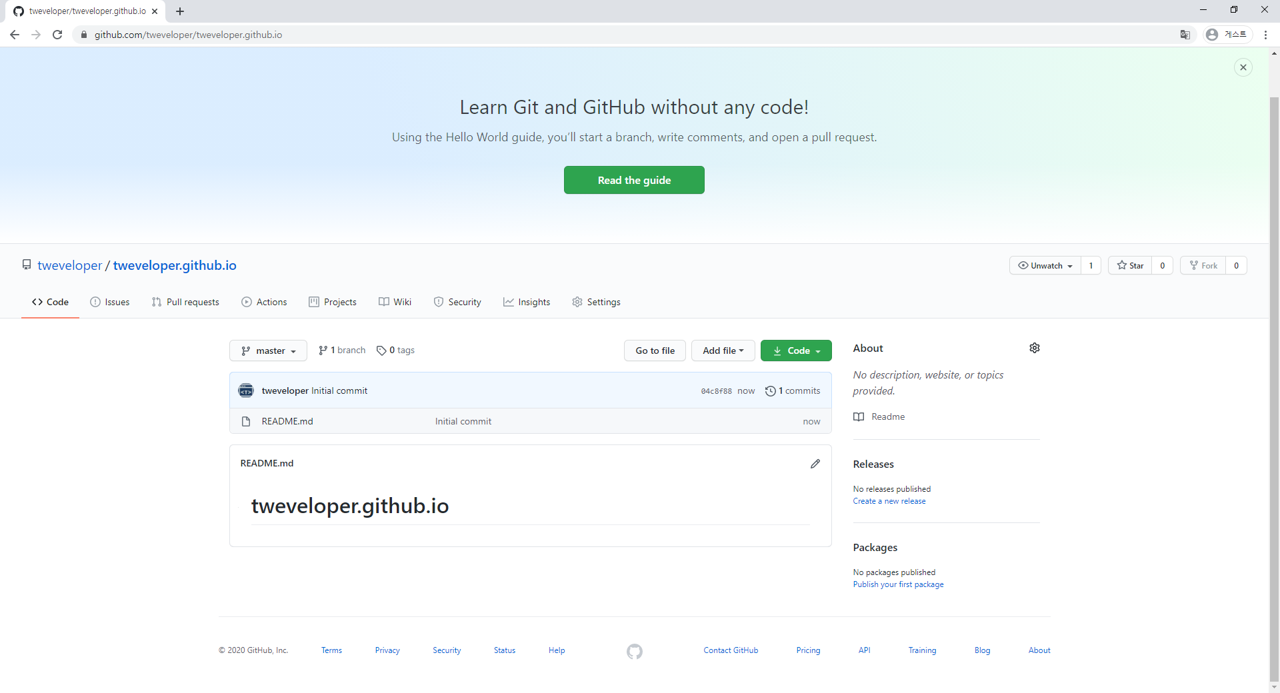 tweveloper/tweveloper.github.io
github.com/tweveloper/tweveloper.github.io
게스트
Learn Git and GitHub without any code!
Using the Hello World guide, you'll start a branch, write comments, and open a pull request.
Read the guide
tweveloper / tweveloper.github.io
Unwatch 1 Star 0 Fork 0
Code Issues Pull requests Actions Projects Wiki Security Insights Settings
master 1 branch 0 tags Go to file Add file Code
tweveloper Initial commit 04c8f88 now 1 commits
README.md Initial commit now
README.md
tweveloper.github.io
About
No description, website, or topics
provided.
Readme
Releases
No releases published
Create a new release
Packages
No packages published
Publish your first package
© 2020 GitHub, Inc. Terms Privacy Security Status Help Contact GitHub Pricing API Training Blog About